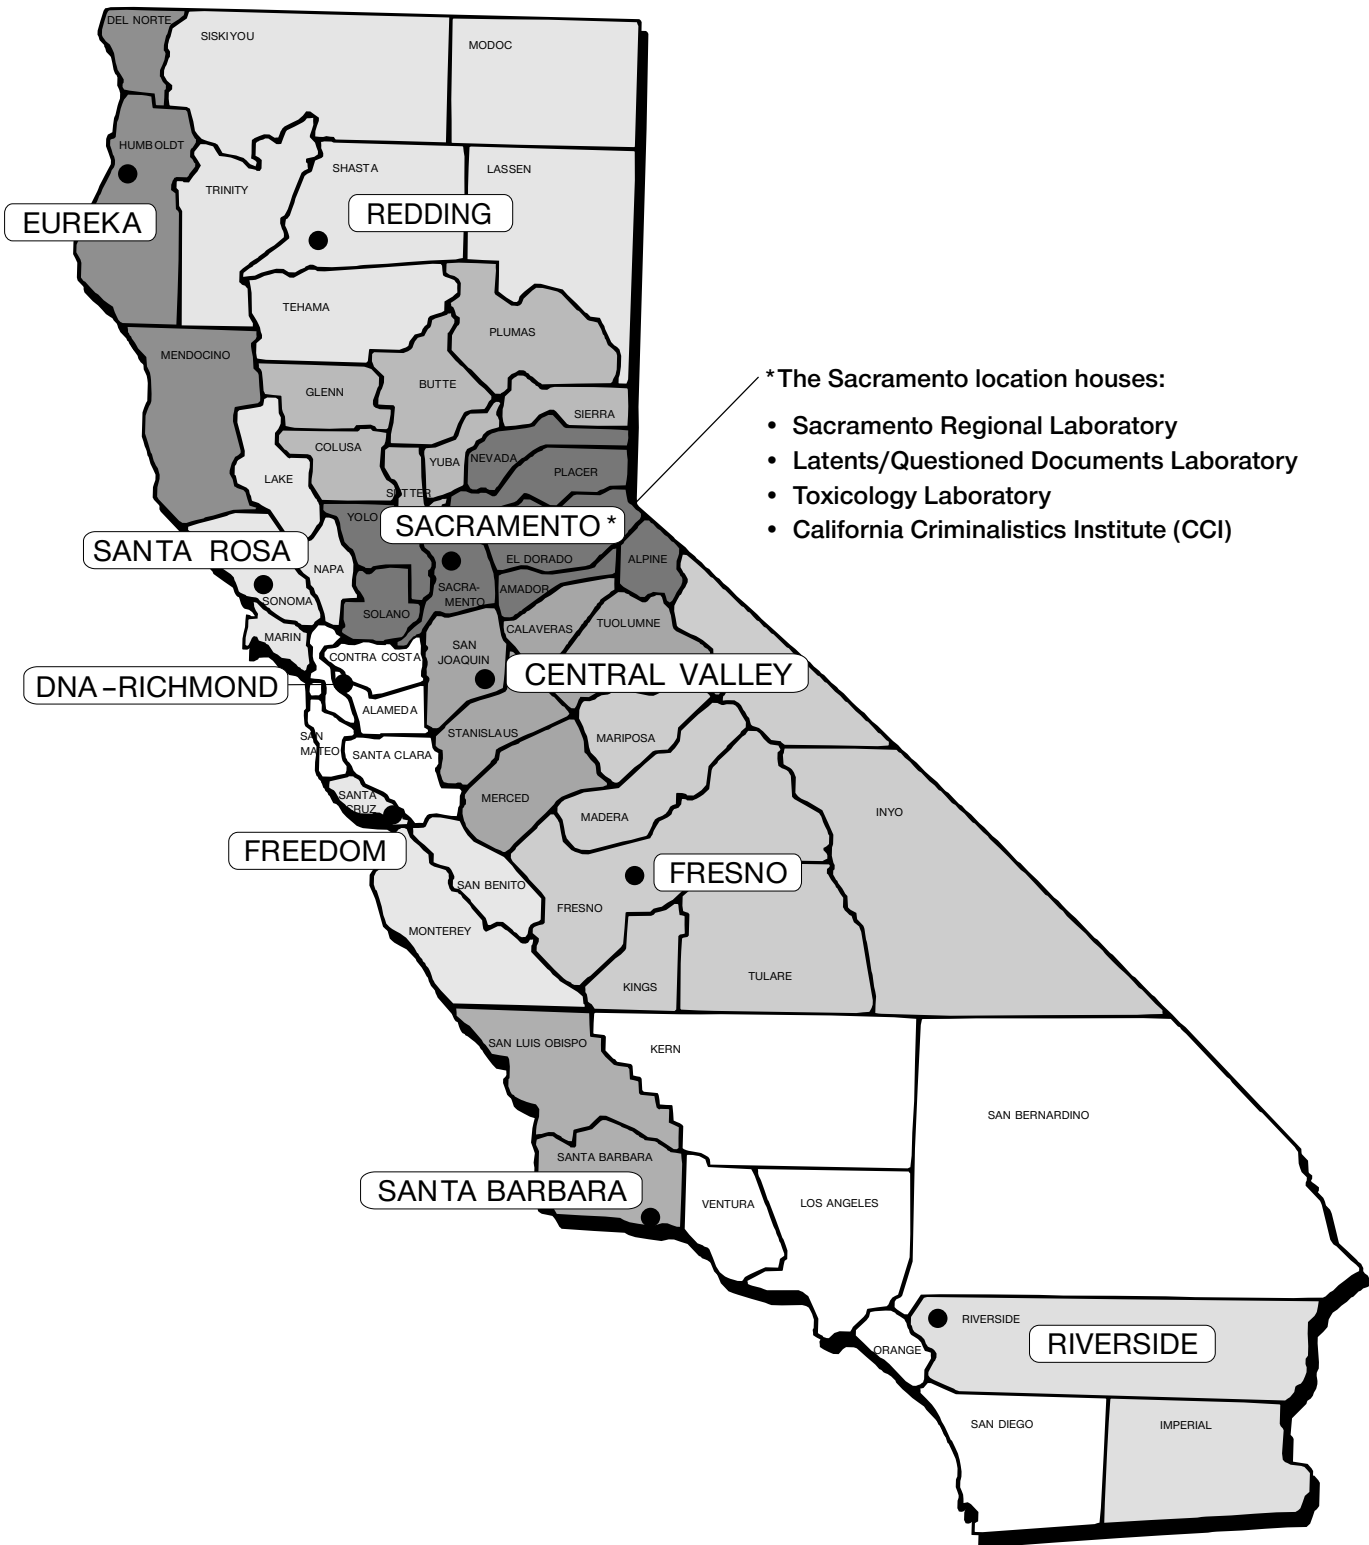 DEL NORTE
SISKIYOU
MODOC
HUMBOLDT
TRINITY
SHASTA
LASSEN
EUREKA
REDDING
TEHAMA
PLUMAS
MENDOCINO
GLENN
BUTTE
SIERRA
COLUSA
YUBA
NEVADA
PLACER
LAKE
SUTTER
YOLO
SACRAMENTO*
*The Sacramento location houses:
• Sacramento Regional Laboratory
• Latents/Questioned Documents Laboratory
• Toxicology Laboratory
• California Criminalistics Institute (CCI)
SANTA ROSA
NAPA
EL DORADO
ALPINE
SONOMA
SOLANO
SACRA-
MENTO
AMADOR
MARIN
CALAVERAS
TUOLUMNE
CONTRA COSTA
SAN
JOAQUIN
CENTRAL VALLEY
DNA-RICHMOND
ALAMEDA
SAN
MATEO
STANISLAUS
MARIPOSA
SANTA CLARA
SANTA
CRUZ
MERCED
MADERA
INYO
FREEDOM
FRESNO
SAN BENITO
FRESNO
MONTEREY
KINGS
TULARE
SAN LUIS OBISPO
KERN
SAN BERNARDINO
SANTA BARBARA
SANTA BARBARA
VENTURA
LOS ANGELES
RIVERSIDE
RIVERSIDE
ORANGE
SAN DIEGO
IMPERIAL